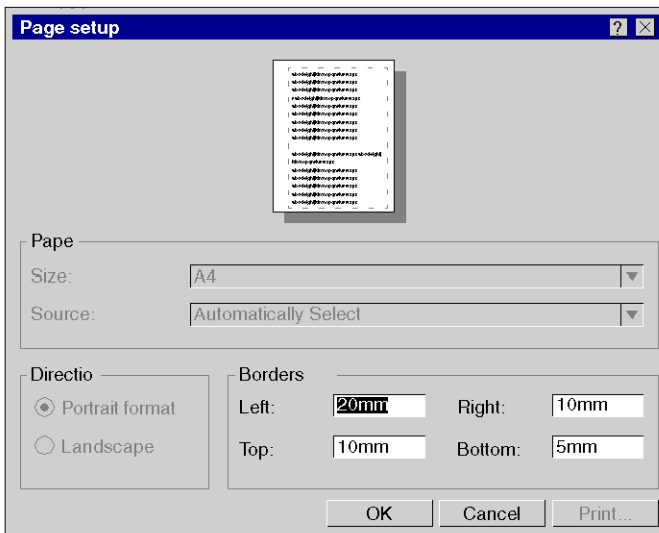 Page setup
Pape
Size: A4
Source: Automatically Select
Directio
Portrait format
Landscape
Borders
Left: 20mm Right: 10mm
Top: 10mm Bottom: 5mm
OK Cancel Print...